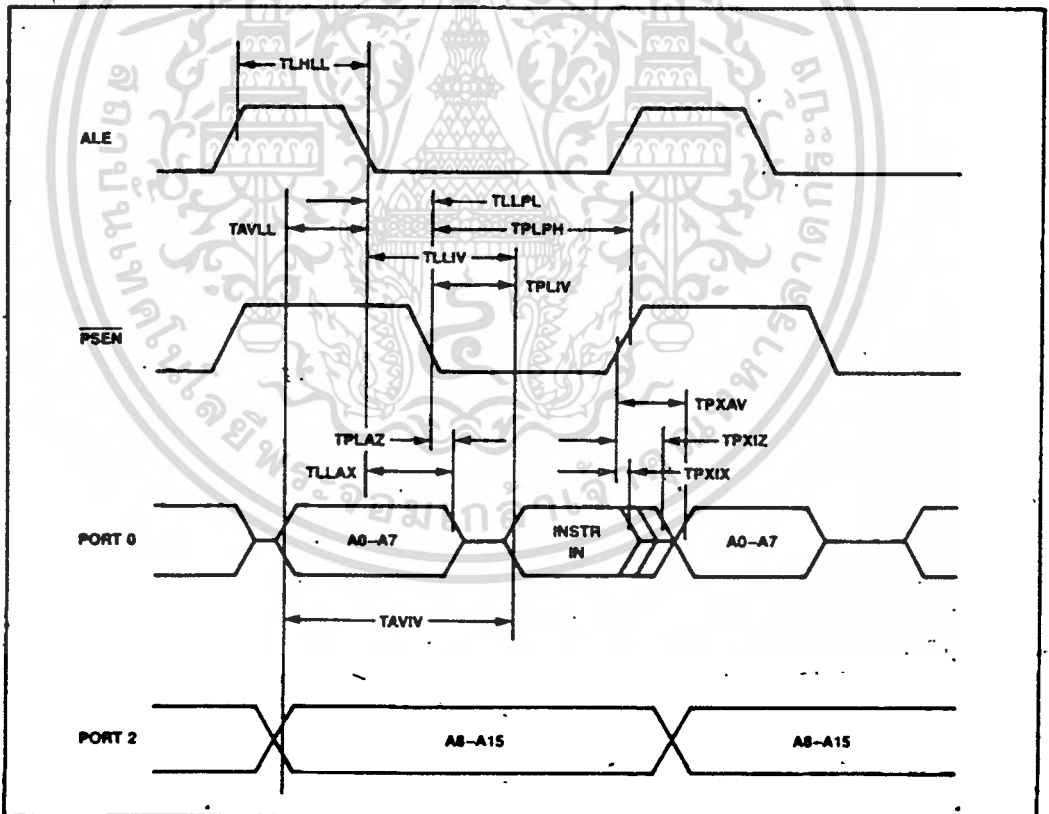 TLHLL
ALE
TLLPL
TAVLL
TPLPH
TLLIV
TPLIV
PSEN
TPXAV
TPLAZ
TPXIZ
TLLAX
TPXIX
PORT 0
A0–A7
INSTR
IN
A0–A7
TAVIV
PORT 2
A8–A15
A8–A15